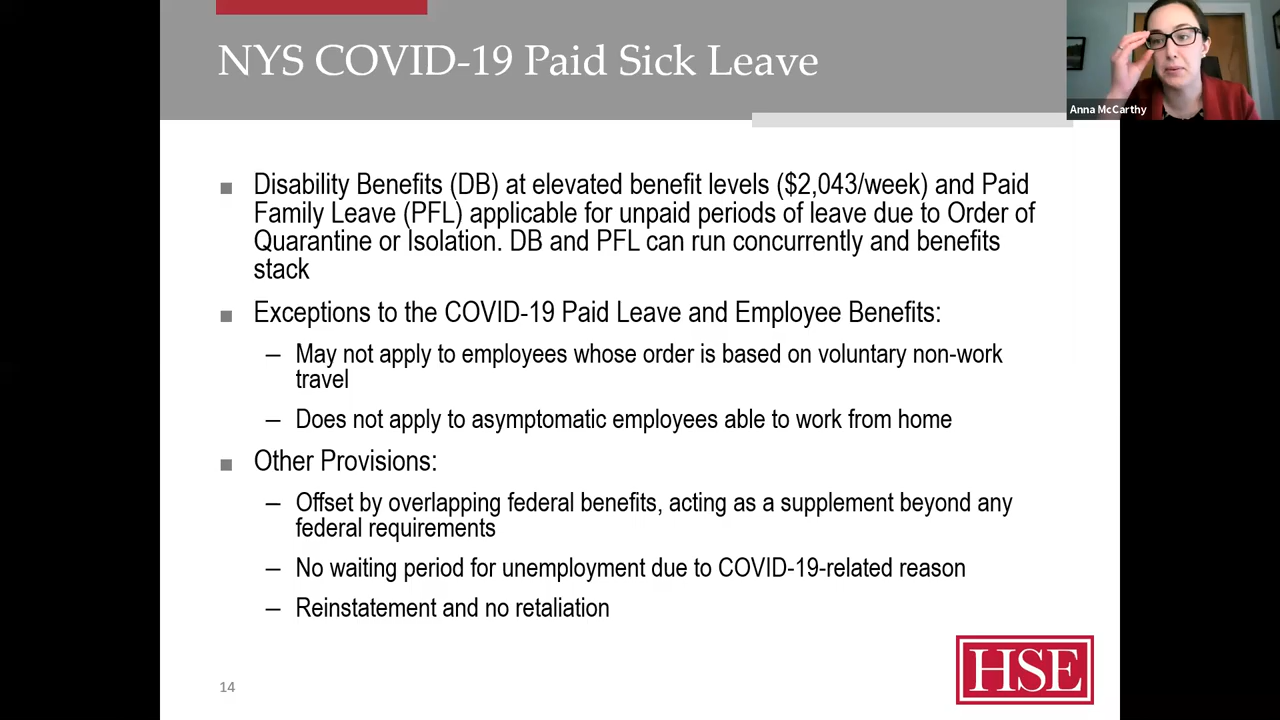 NYS COVID-19 Paid Sick Leave
Anna McCarthy
■ Disability Benefits (DB) at elevated benefit levels ($2,043/week) and Paid
Family Leave (PFL) applicable for unpaid periods of leave due to Order of
Quarantine or Isolation. DB and PFL can run concurrently and benefits
stack
■ Exceptions to the COVID-19 Paid Leave and Employee Benefits:
– May not apply to employees whose order is based on voluntary non-work
travel
– Does not apply to asymptomatic employees able to work from home
■ Other Provisions:
– Offset by overlapping federal benefits, acting as a supplement beyond any
federal requirements
– No waiting period for unemployment due to COVID-19-related reason
– Reinstatement and no retaliation
HSE
14